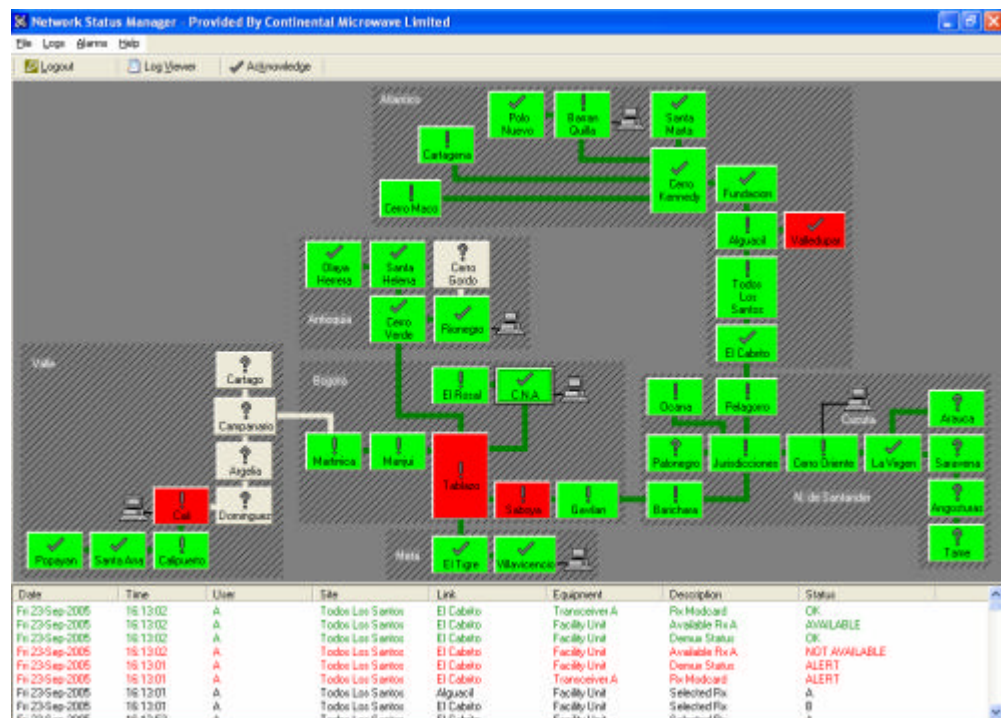 Network Status Manager - Provided By Continental Microwave Limited
File Logs Alarms Help
Logout Log Viewer Acknowledge
Atlantico
Polo Nuevo
Santa Marta
Cartagena
Cerro Kennedy
Fundacion
Cerro Maco
Alguacil
Valledupar
Olaya Herrera
Santa Helena
Cerro Gordo
Todos Los Santos
Antioquia
Cerro Verde
Rionegro
El Cabrito
Valle
Cartago
Bogota
El Rosal
C.N.A.
Ocana
Pelagorro
Cucuta
Arauca
Campanario
Martinica
Manjui
Tablazo
Palonegro
Jurisdicciones
Cerro Oriente
La Virgen
Saravena
Argelia
Cali
Dominguez
Saboya
Gavilan
Barichara
N. de Santander
Angosturas
Popayan
Santa Ana
Calipuerto
Meta
El Tigre
Villavicencio
Tame
Date Time User Site Link Equipment Description Status
Fri 23-Sep-2005 16:13:02 A Todos Los Santos El Cabrito Transceiver A Rx Modcard OK
Fri 23-Sep-2005 16:13:02 A Todos Los Santos El Cabrito Facility Unit Available Rx A AVAILABLE
Fri 23-Sep-2005 16:13:02 A Todos Los Santos El Cabrito Facility Unit Demux Status OK
Fri 23-Sep-2005 16:13:02 A Todos Los Santos El Cabrito Facility Unit Available Rx A NOT AVAILABLE
Fri 23-Sep-2005 16:13:01 A Todos Los Santos El Cabrito Facility Unit Demux Status ALERT
Fri 23-Sep-2005 16:13:01 A Todos Los Santos El Cabrito Transceiver A Rx Modcard ALERT
Fri 23-Sep-2005 16:13:01 A Todos Los Santos Alguacil Facility Unit Selected Rx A
Fri 23-Sep-2005 16:13:01 A Todos Los Santos El Cabrito Facility Unit Selected Rx B